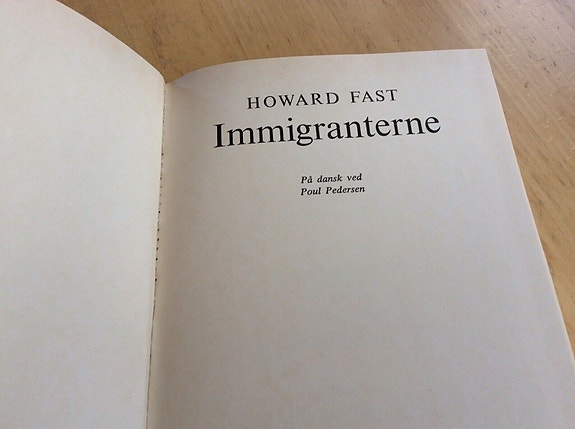 HOWARD FAST
Immigranterne
På dansk ved
Poul Pedersen